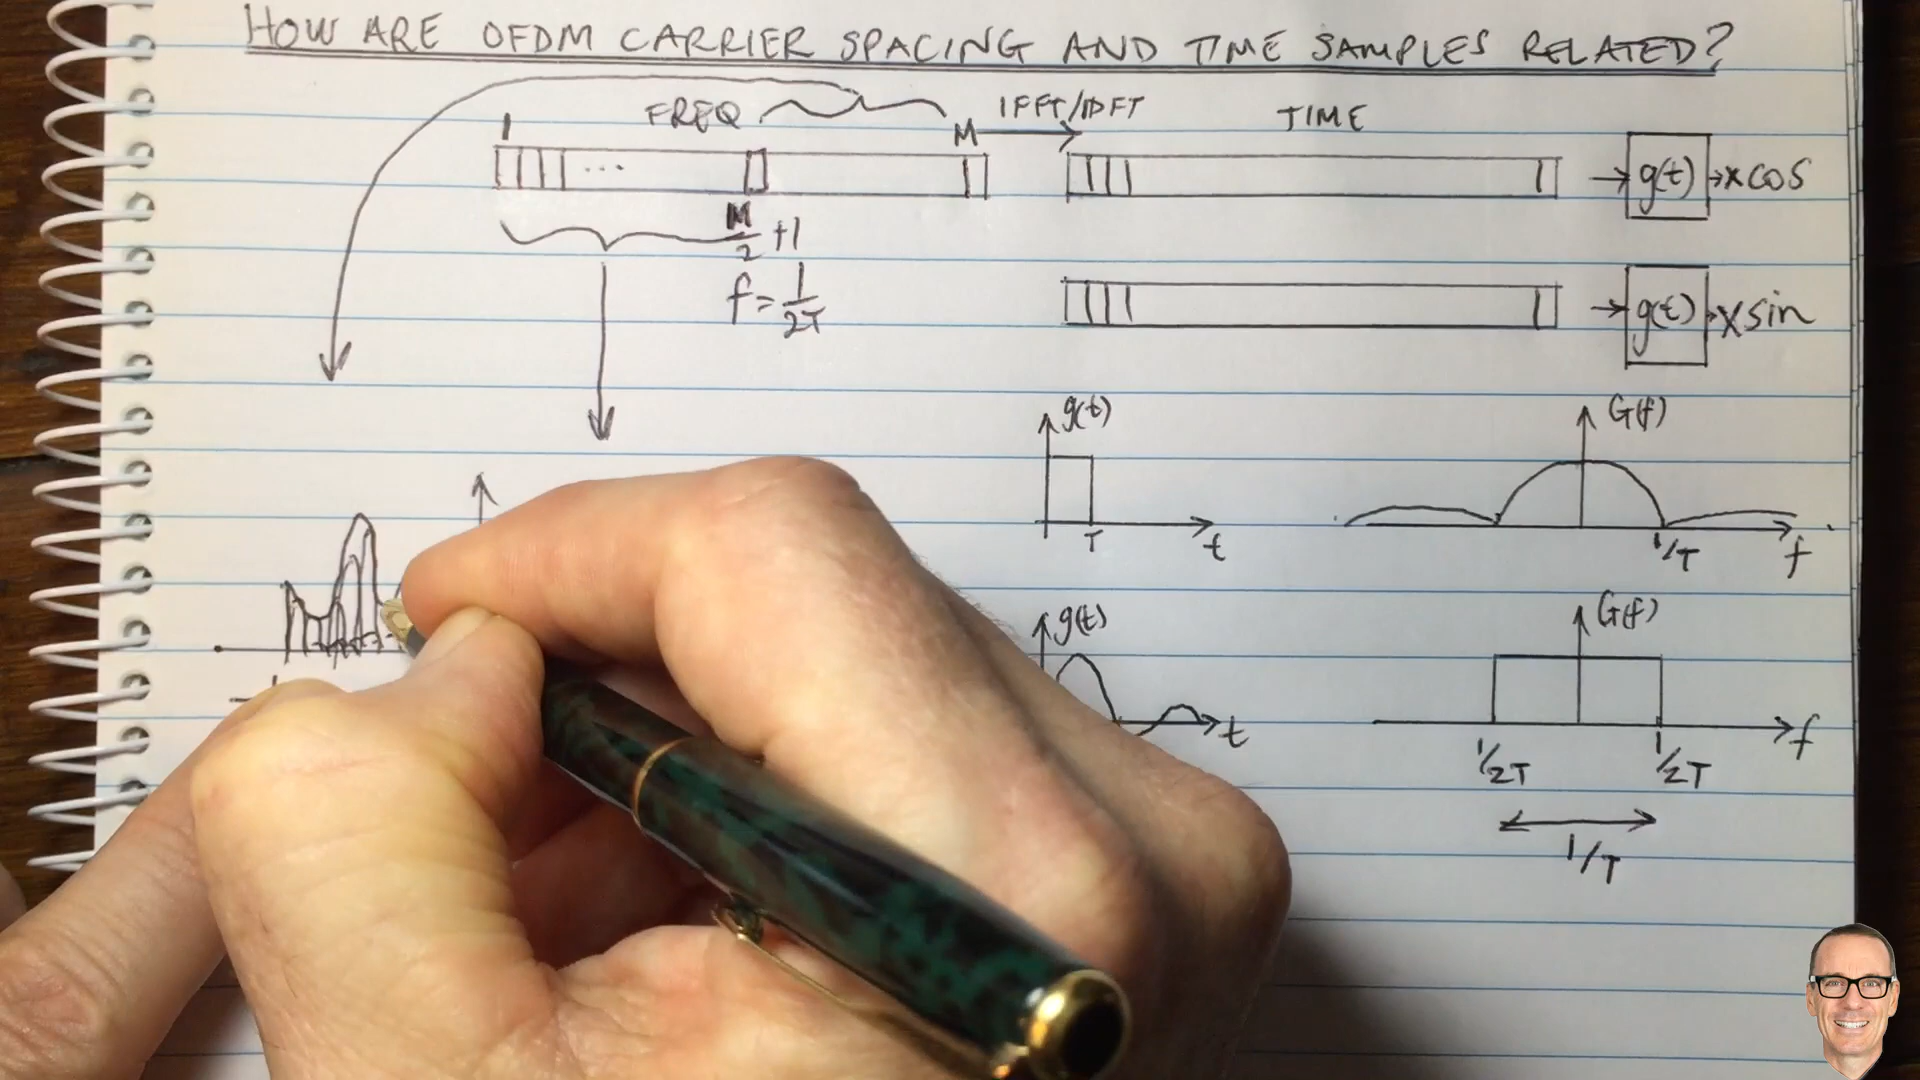 HOW ARE OFDM CARRIER SPACING AND TIME SAMPLES RELATED?
FREQ IFFT/IDFT TIME
1 M
... g(t) x cos
M/2 + 1
f = 1/2T
g(t) x sin
g(t) G(f)
T t 1/T f
g(t) G(f)
t f
1/2T 1/2T
1/T